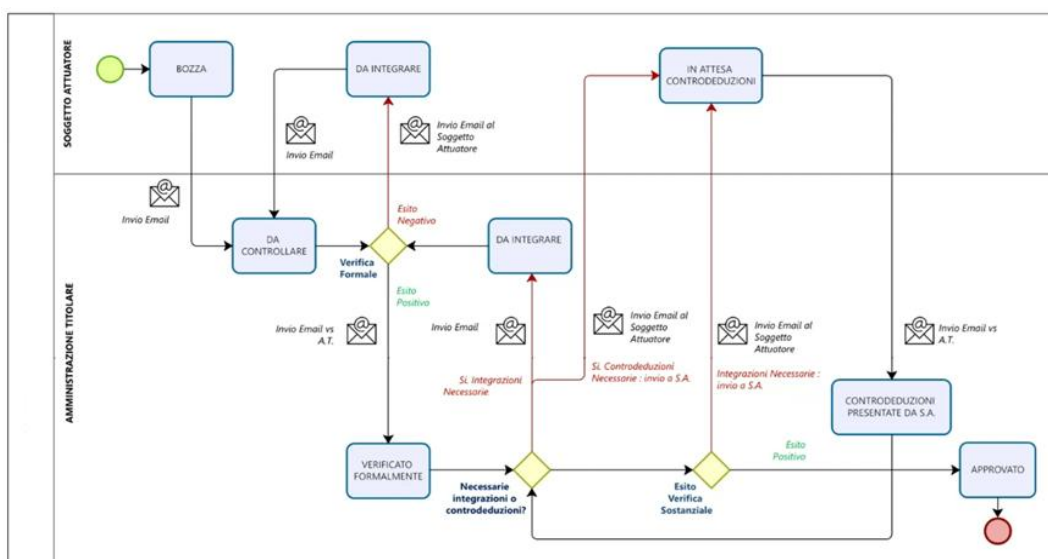 SOGGETTO ATTUATORE
BOZZA
DA INTEGRARE
IN ATTESA
CONTRODEDUZIONI
Invio Email
Invio Email al
Soggetto
Attuatore
Invio Email
AMMINISTRAZIONE TITOLARE
DA
CONTROLLARE
Esito
Negativo
Verifica
Formale
DA INTEGRARE
Esito
Positivo
Invio Email vs
A.T.
Invio Email
Invio Email al
Soggetto
Attuatore
Invio Email al
Soggetto
Attuatore
Invio Email vs
A.T.
Si. Integrazioni
Necessarie
Si. Controdeduzioni
Necessarie : invio a S.A.
Integrazioni Necessarie :
invio a S.A.
CONTRODEDUZIONI
PRESENTATE DA S.A.
VERIFICATO
FORMALMENTE
Necessarie
integrazioni o
controdeduzioni?
Esito
Verifica
Sostanziale
Esito
Positivo
APPROVATO